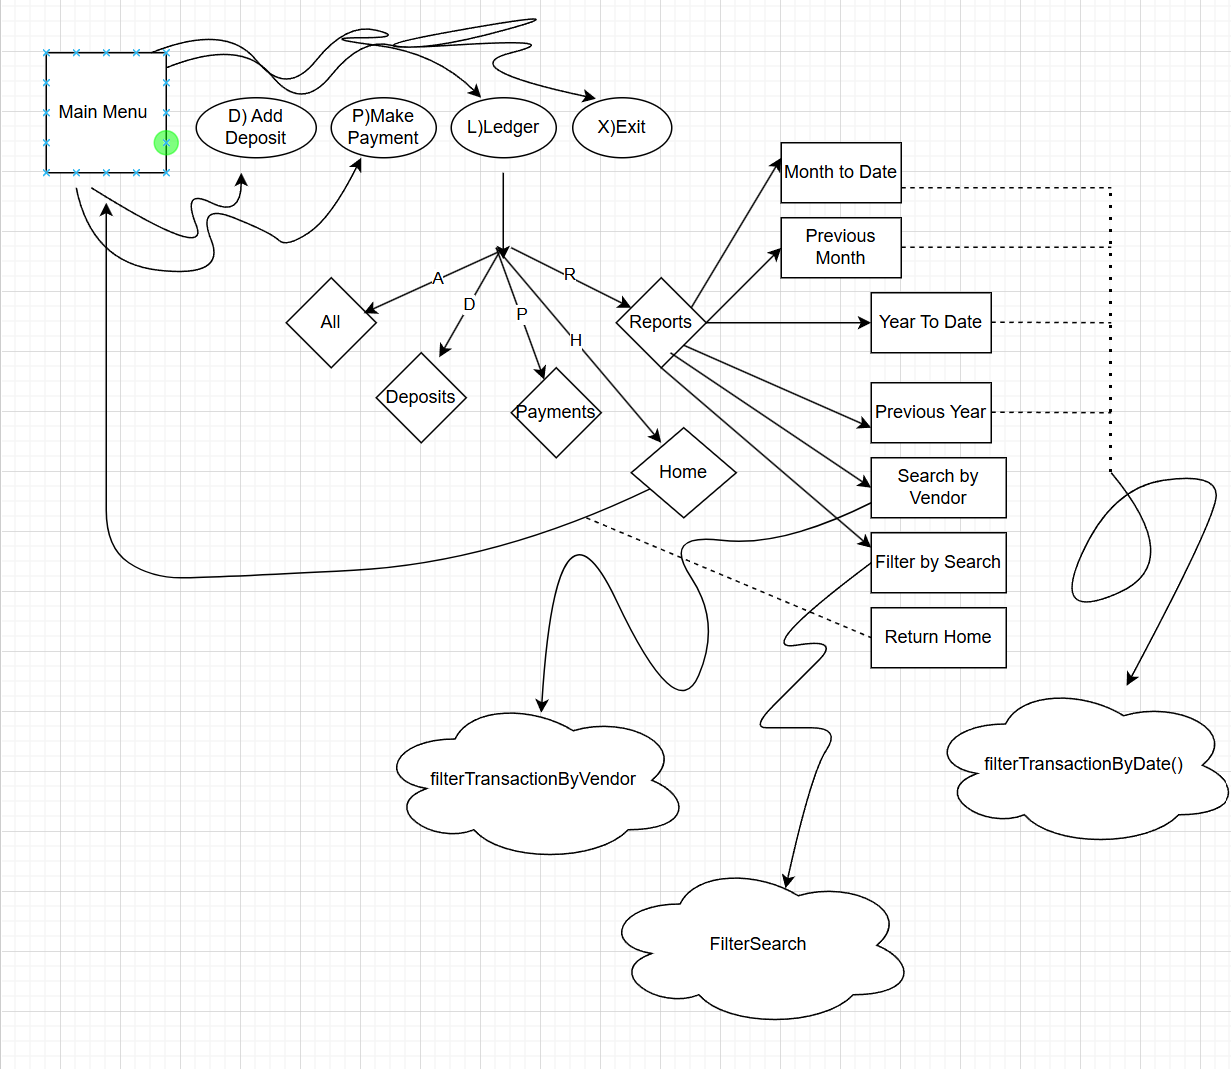 Main Menu
D) Add
Deposit
P)Make
Payment
L)Ledger
X)Exit
Month to Date
Previous
Month
Year To Date
Previous Year
Search by
Vendor
Filter by Search
Return Home
A
D
P
H
R
All
Deposits
Payments
Home
Reports
filterTransactionByVendor
filterTransactionByDate()
FilterSearch